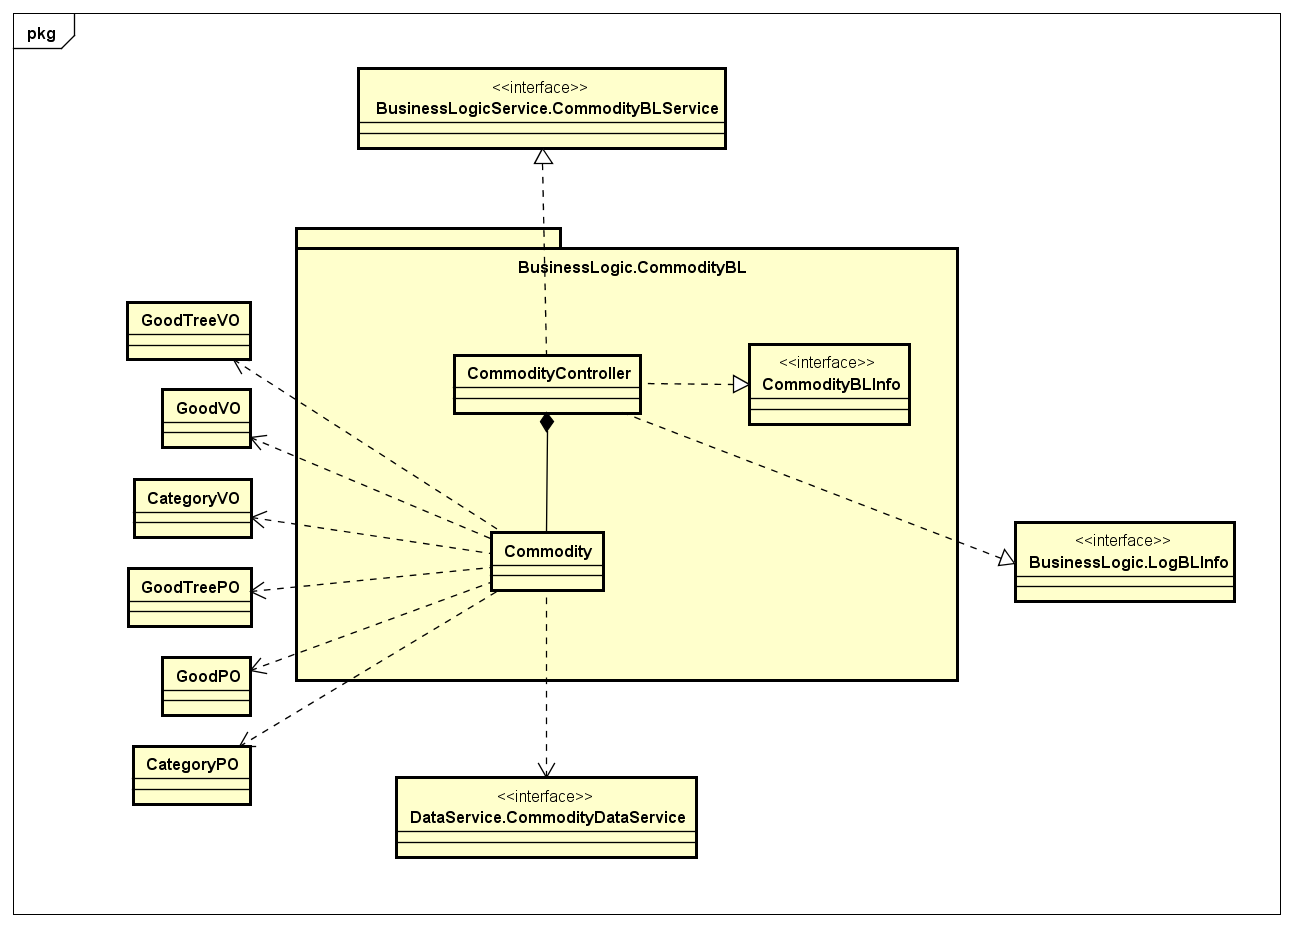 pkg
<<interface>>
BusinessLogicService.CommodityBLService
BusinessLogic.CommodityBL
GoodTreeVO
CommodityController
<<interface>>
CommodityBLInfo
GoodVO
CategoryVO
Commodity
<<interface>>
BusinessLogic.LogBLInfo
GoodTreePO
GoodPO
CategoryPO
<<interface>>
DataService.CommodityDataService